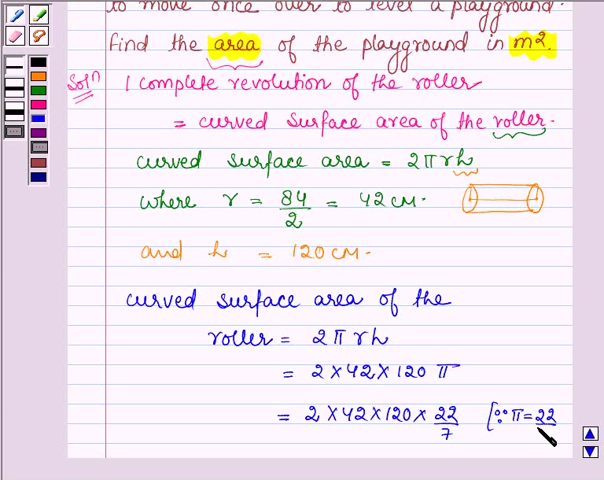 to move once over to level a playground.
Find the area of the playground in m².
Solⁿ 1 complete revolution of the roller
= curved surface area of the roller.
curved surface area = 2πrh
where r = 84/2 = 42 cm.
and h = 120 cm.
curved surface area of the
roller = 2πrh
= 2×42×120 π
= 2×42×120×22/7 [∵ π = 22